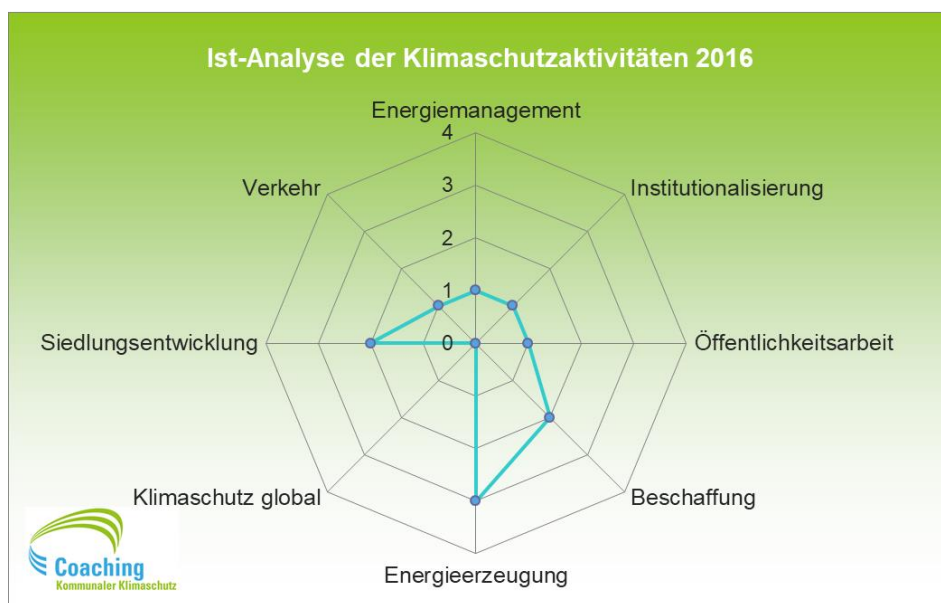 Ist-Analyse der Klimaschutzaktivitäten 2016
Energiemanagement
4
Verkehr
3
Institutionalisierung
2
1
Siedlungsentwicklung
0
Öffentlichkeitsarbeit
Klimaschutz global
Beschaffung
Energieerzeugung
Coaching
Kommunaler Klimaschutz